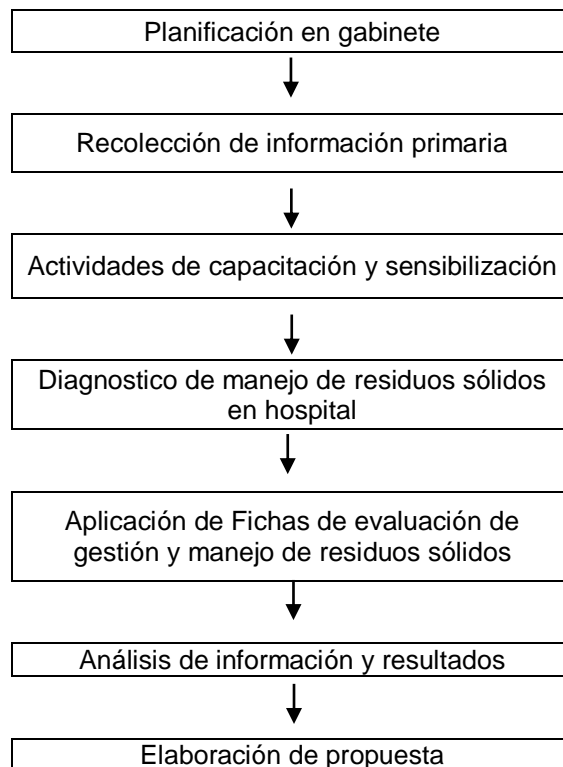 Planificación en gabinete
Recolección de información primaria
Actividades de capacitación y sensibilización
Diagnostico de manejo de residuos sólidos
en hospital
Aplicación de Fichas de evaluación de
gestión y manejo de residuos sólidos
Análisis de información y resultados
Elaboración de propuesta